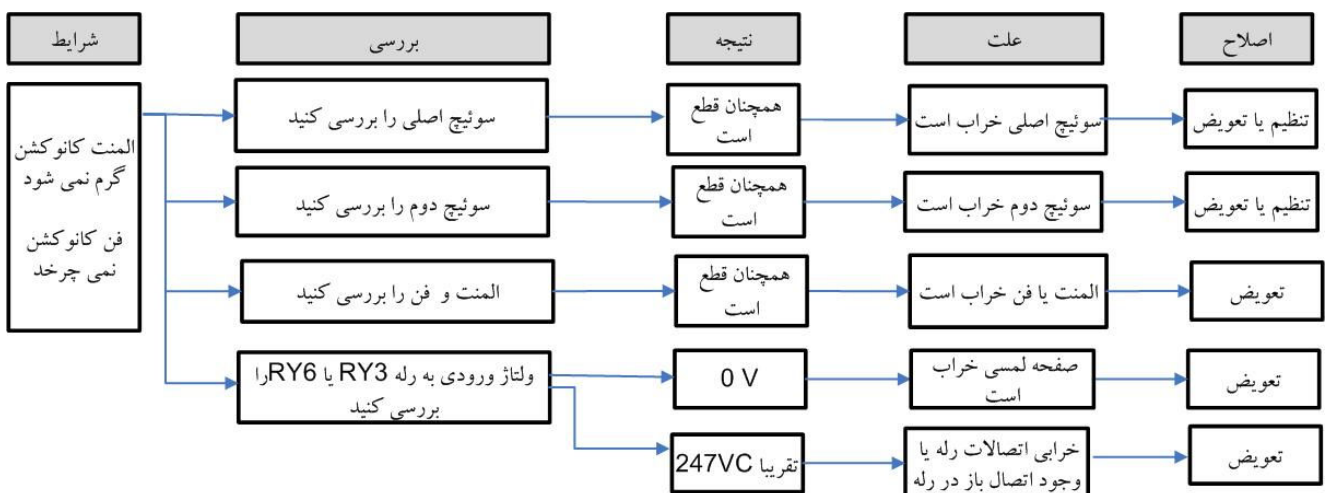 شرایط
بررسی
نتیجه
علت
اصلاح
المنت کانوکشن
گرم نمی شود
فن کانوکشن
نمی چرخد
سوئیچ اصلی را بررسی کنید
همچنان قطع
است
سوئیچ اصلی خراب است
تنظیم یا تعویض
سوئیچ دوم را بررسی کنید
همچنان قطع
است
سوئیچ دوم خراب است
تنظیم یا تعویض
المنت و فن را بررسی کنید
همچنان قطع
است
المنت یا فن خراب است
تعویض
ولتاژ ورودی به رله RY3 یا RY6را
بررسی کنید
0 V
صفحه لمسی خراب
است
تعویض
تقریبا 247VC
خرابی اتصالات رله یا
وجود اتصال باز در رله
تعویض